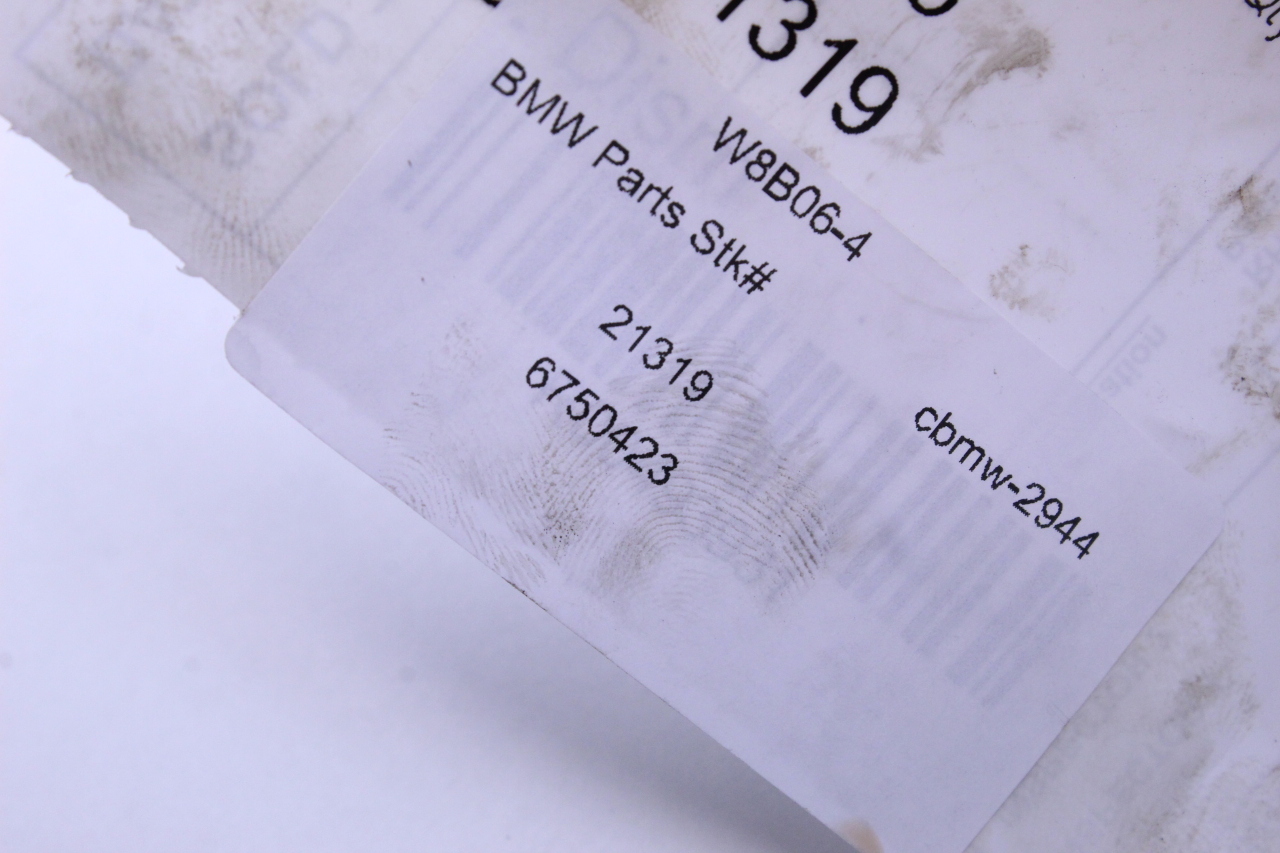 1319
W8B06-4
BMW Parts Stk#
21319
6750423
cbmw-2944